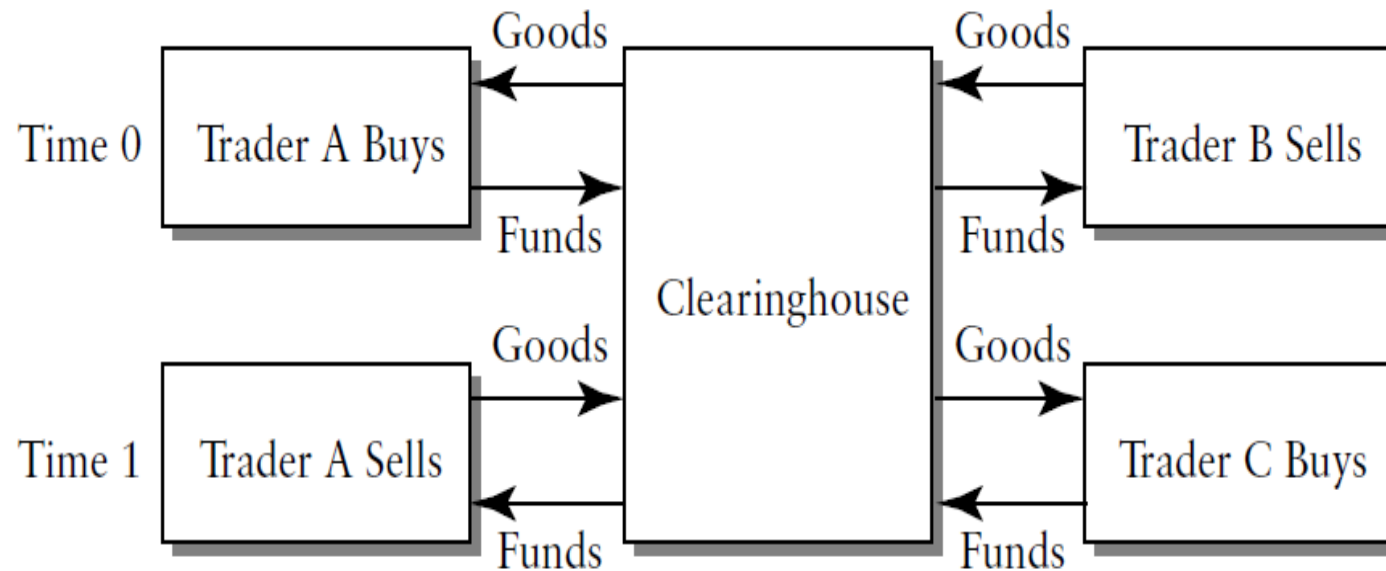 Goods
Goods
Time 0
Trader A Buys
Trader B Sells
Funds
Funds
Clearinghouse
Goods
Goods
Time 1
Trader A Sells
Trader C Buys
Funds
Funds